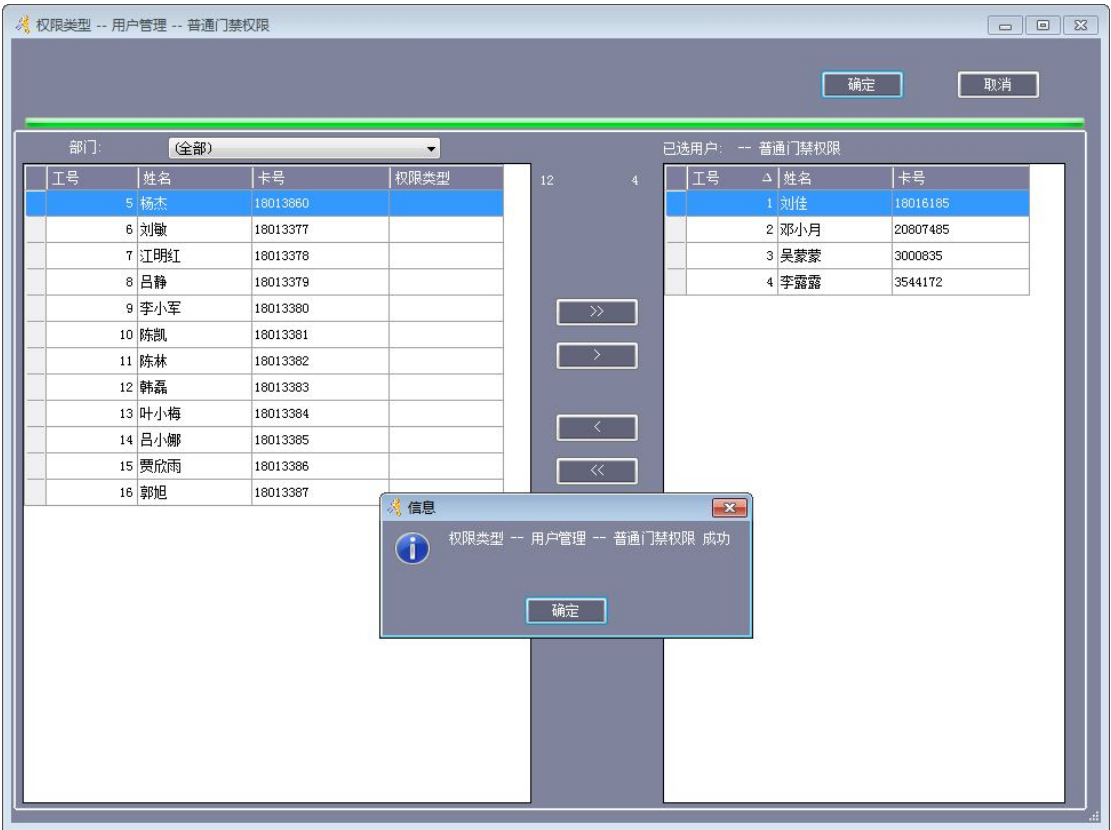 权限类型 -- 用户管理 -- 普通门禁权限
确定 取消
部门: (全部)
已选用户: -- 普通门禁权限
工号 姓名 卡号 权限类型
5 杨杰 18013860
6 刘敏 18013377
7 江明红 18013378
8 吕静 18013379
9 李小军 18013380
10 陈凯 18013381
11 陈林 18013382
12 韩磊 18013383
13 叶小梅 18013384
14 吕小娜 18013385
15 贾欣雨 18013386
16 郭旭 18013387
12 4
>>
>
<
<<
工号 姓名 卡号
1 刘佳 18016185
2 邓小月 20807485
3 吴蒙蒙 3000835
4 李露露 3544172
信息
权限类型 -- 用户管理 -- 普通门禁权限 成功
确定